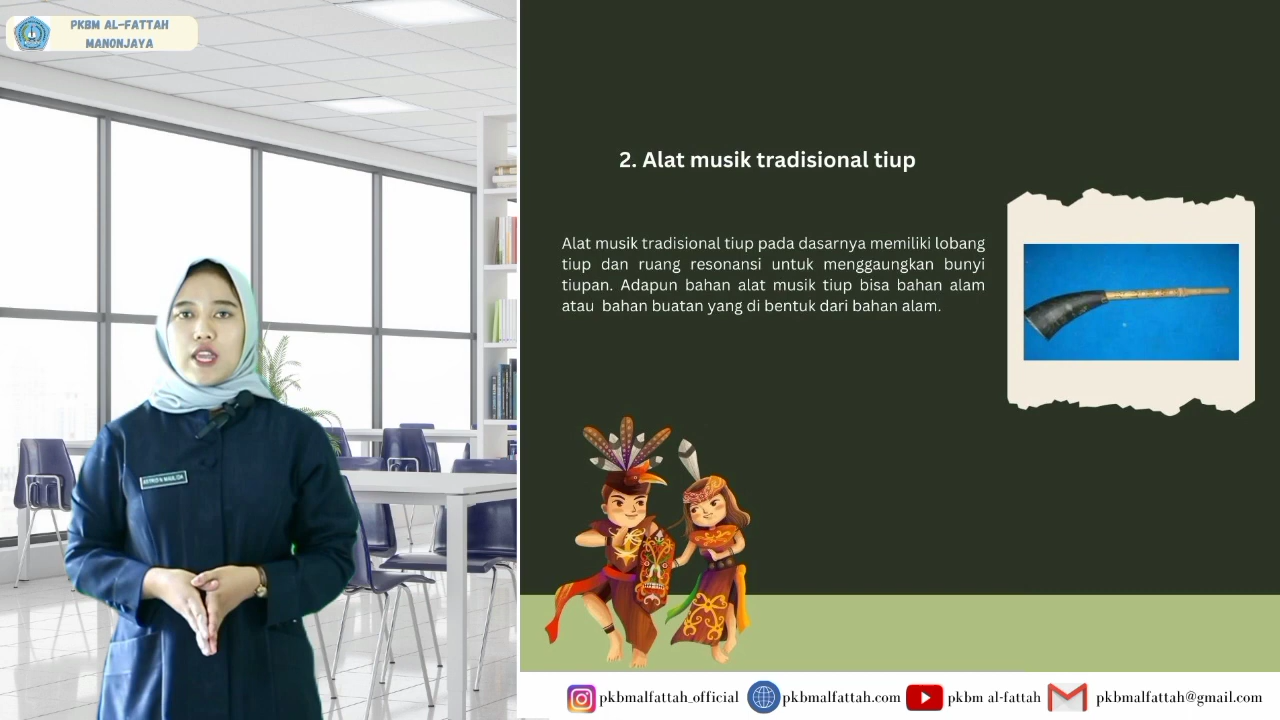 PKBM AL-FATTAH
MANONJAYA
2. Alat musik tradisional tiup
Alat musik tradisional tiup pada dasarnya memiliki lobang
tiup dan ruang resonansi untuk menggaungkan bunyi
tiupan. Adapun bahan alat musik tiup bisa bahan alam
atau bahan buatan yang di bentuk dari bahan alam.
pkbmalfattah_official
pkbmalfattah.com
pkbm al-fattah
pkbmalfattah@gmail.com